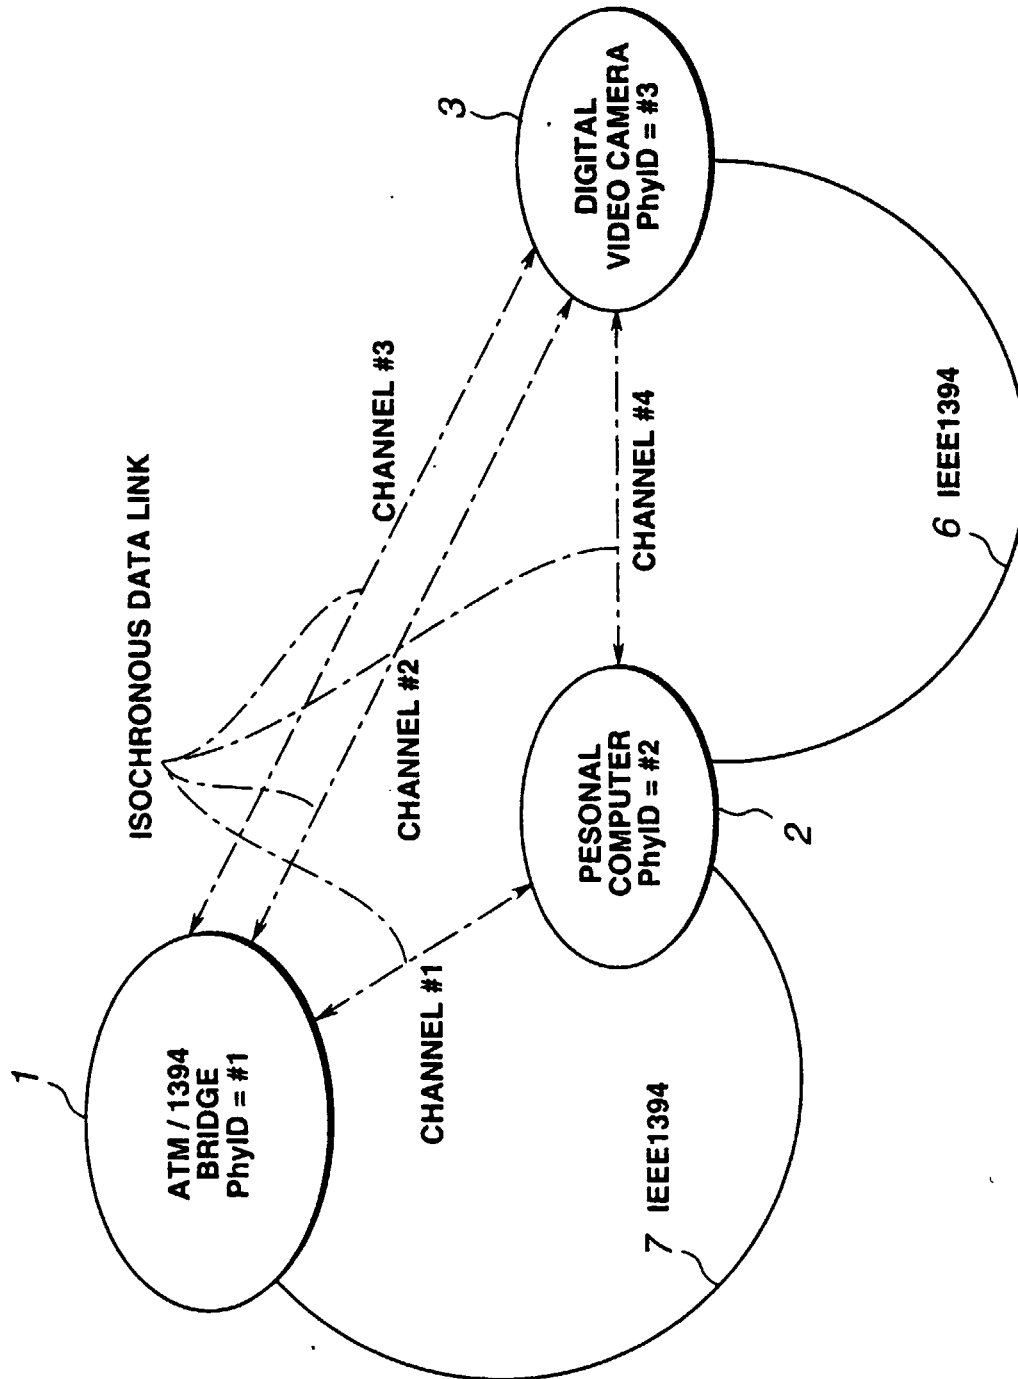 ISOCHRONOUS DATA LINK
1
ATM / 1394
BRIDGE
PhyID = #1
CHANNEL #3
3
DIGITAL
VIDEO CAMERA
PhyID = #3
CHANNEL #2
CHANNEL #1
CHANNEL #4
PESONAL
COMPUTER
PhyID = #2
2
7 IEEE1394
6 IEEE1394